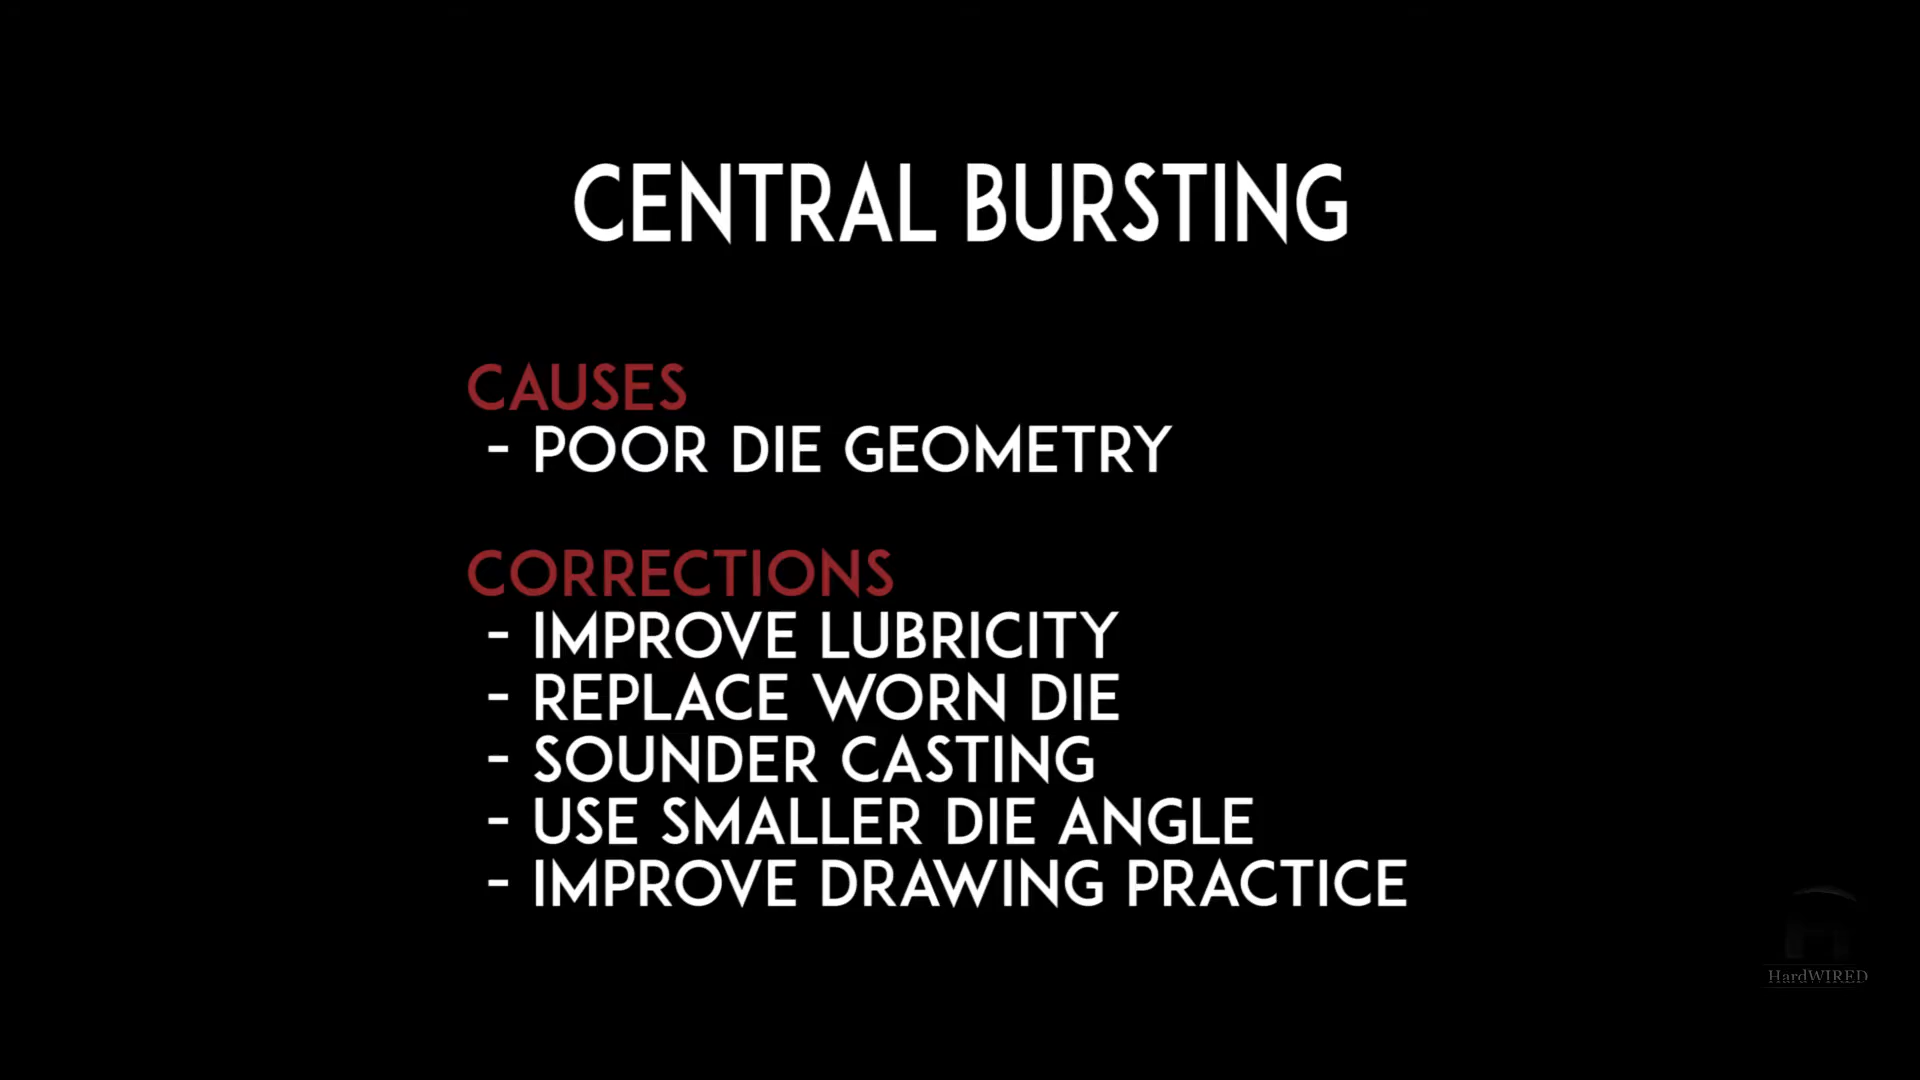 CENTRAL BURSTING
CAUSES
- POOR DIE GEOMETRY
CORRECTIONS
- IMPROVE LUBRICITY
- REPLACE WORN DIE
- SOUNDER CASTING
- USE SMALLER DIE ANGLE
- IMPROVE DRAWING PRACTICE
HardWIRED